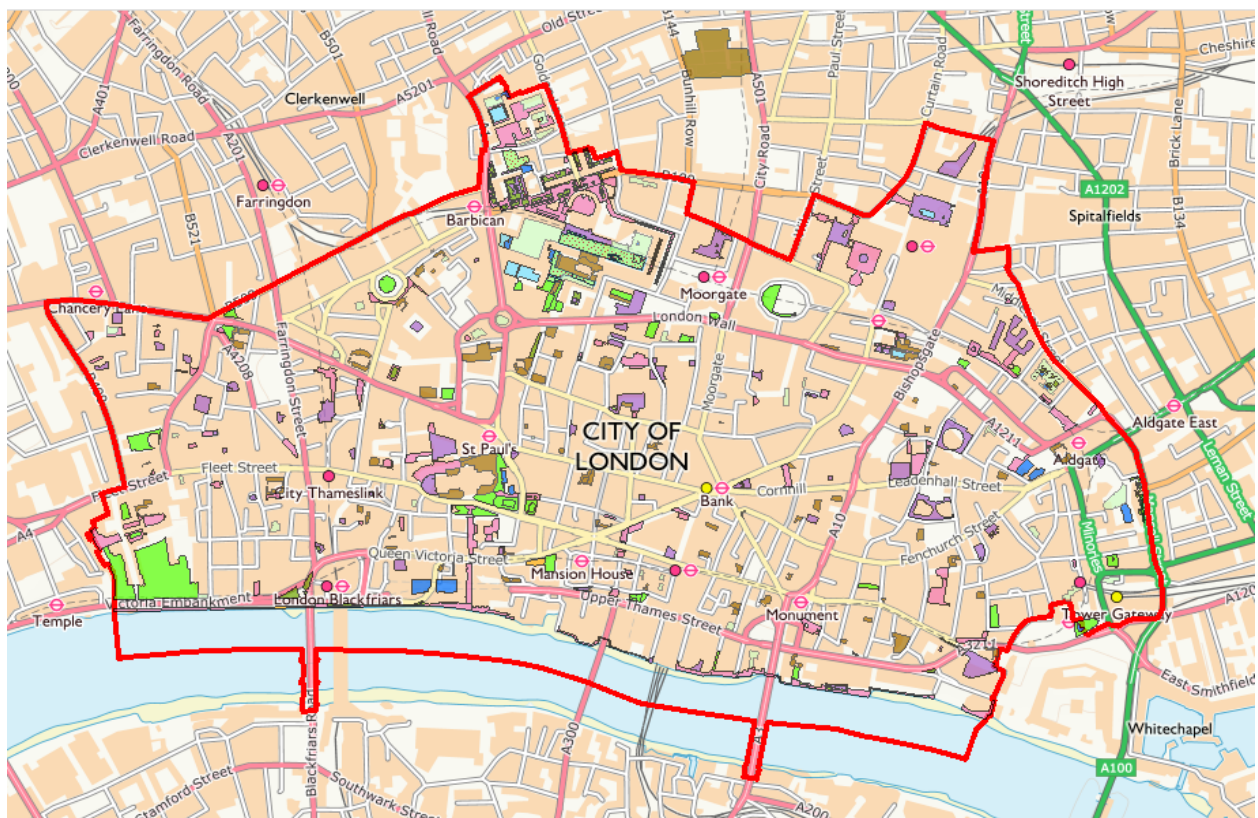 Farringdon Road
B501
Old Street
B144
Paul Street
Curtain Road
Street
Cheshire
A401
Clerkenwell
A5201
Bunhill Row
A501
Shoreditch High
Street
Clerkenwell Road
A201
City Road
Brick Lane
Farringdon
B521
Barbican
A1202
Spitalfields
B134
Moorgate
London Wall
Farringdon Street
A4208
Moorgate
Bishopsgate
A1211
Aldgate East
Leman Street
St Paul's
CITY OF
LONDON
Fleet Street
Fleet Street
City Thameslink
Bank
Cornhill
Leadenhall Street
A4
A10
Fenchurch Street
Minories
Queen Victoria Street
Mansion House
Victoria Embankment
London Blackfriars
Temple
Upper Thames Street
Monument
Tower Gateway
A3211
East Smithfield
Whitechapel
Blackfriars Road
A300
A100
Stamford Street
Southwark Street
A200